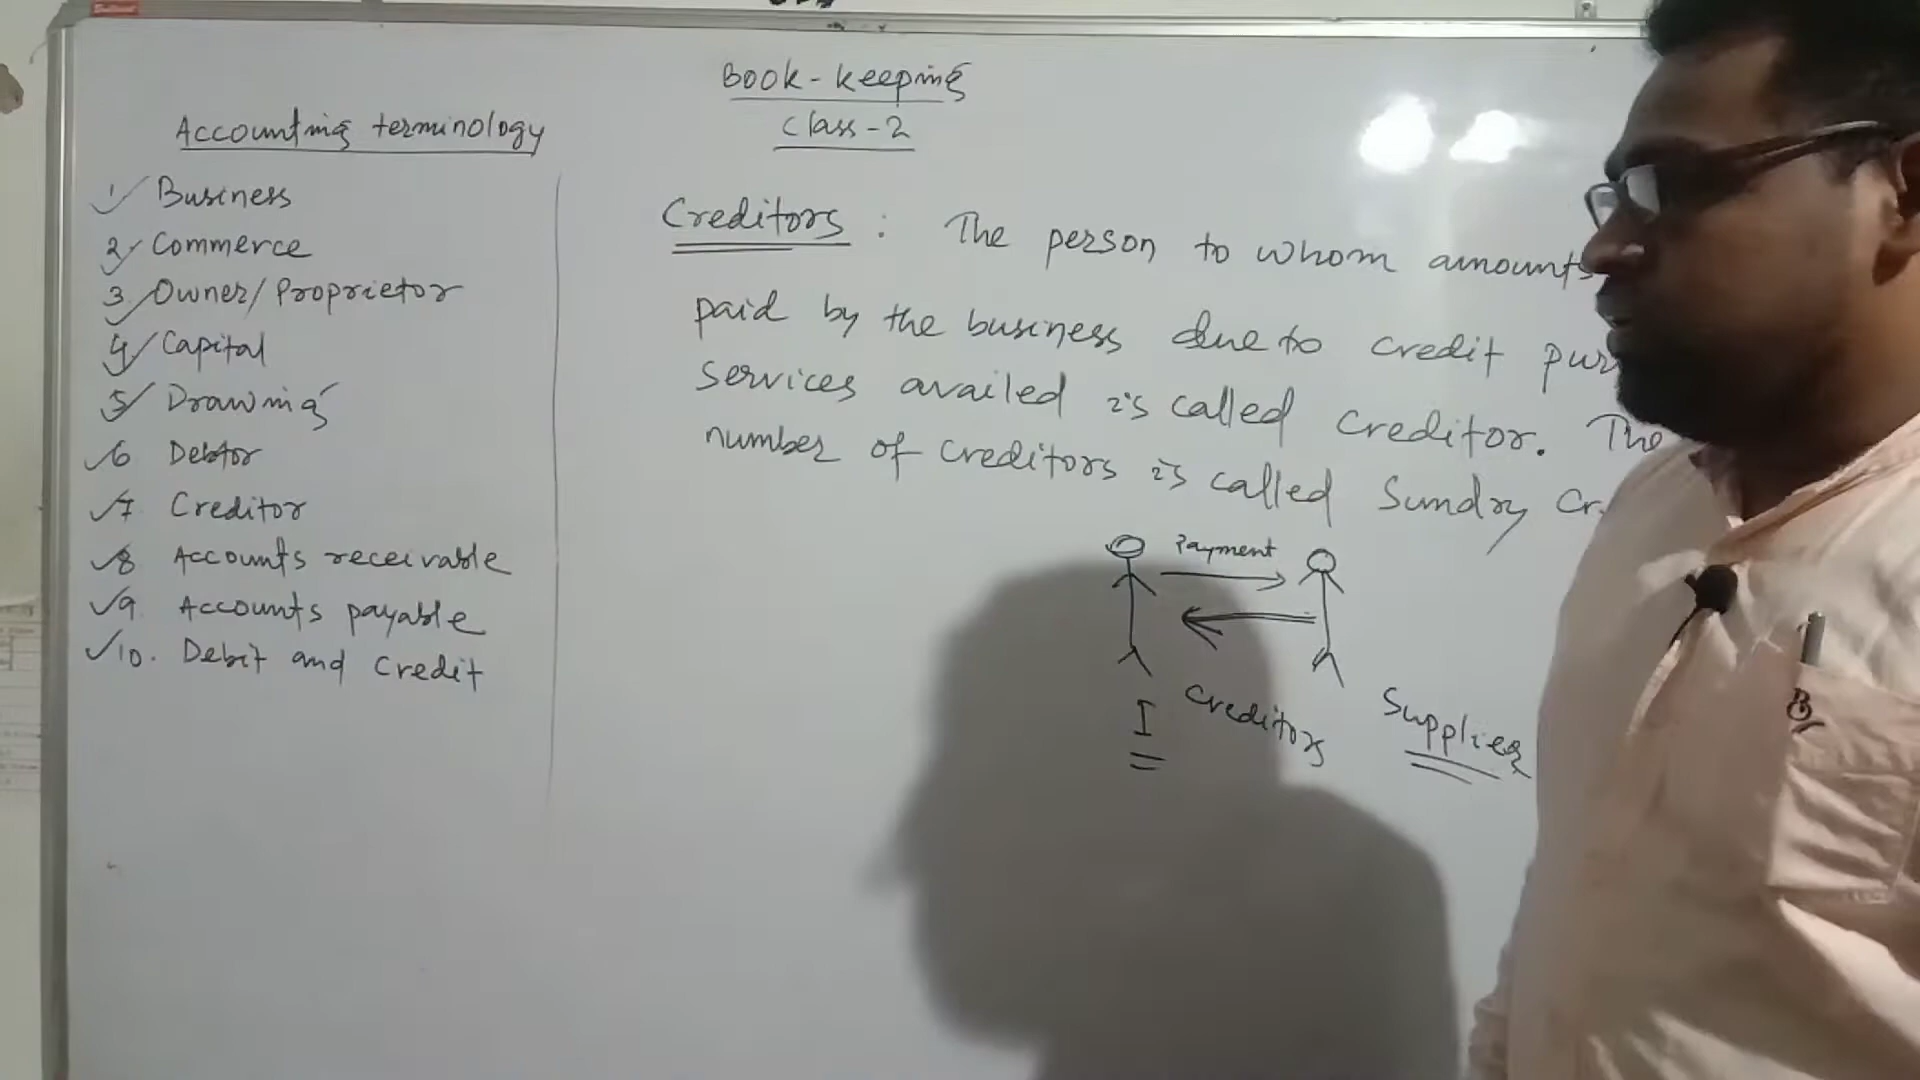 Book-keeping
Class-2
Accounting terminology
1 Business
2 Commerce
3. Owner/Proprietor
4 Capital
5 Drawing
6 Debtor
7 Creditor
8 Accounts receivable
9. Accounts payable
10. Debit and Credit
Creditors : The person to whom amounts
paid by the business due to credit pur
services availed is called Creditor. The
number of Creditors is called Sundry Cr.
Payment
I Creditors Supplier
B